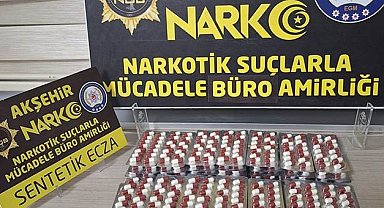 NARKO
EGM
NARKOTİK SUÇLARLA
MÜCADELE BÜRO AMİRLİĞİ
AKŞEHİR
NARKO
NARKOTİK SUÇLARLA
MÜCADELE BÜRO AMİRLİĞİ
SENTETİK ECZA